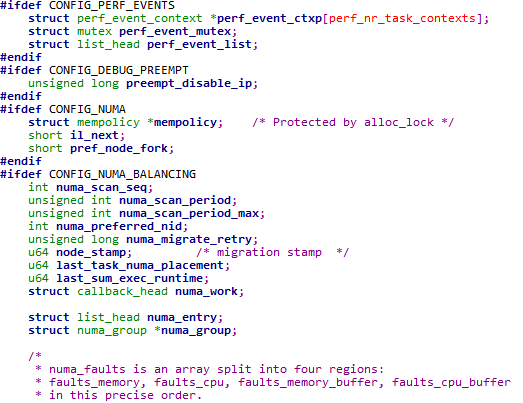 #ifdef CONFIG_PERF_EVENTS
    struct perf_event_context *perf_event_ctxp[perf_nr_task_contexts];
    struct mutex perf_event_mutex;
    struct list_head perf_event_list;
#endif
#ifdef CONFIG_DEBUG_PREEMPT
    unsigned long preempt_disable_ip;
#endif
#ifdef CONFIG_NUMA
    struct mempolicy *mempolicy;    /* Protected by alloc_lock */
    short il_next;
    short pref_node_fork;
#endif
#ifdef CONFIG_NUMA_BALANCING
    int numa_scan_seq;
    unsigned int numa_scan_period;
    unsigned int numa_scan_period_max;
    int numa_preferred_nid;
    unsigned long numa_migrate_retry;
    u64 node_stamp;         /* migration stamp  */
    u64 last_task_numa_placement;
    u64 last_sum_exec_runtime;
    struct callback_head numa_work;

    struct list_head numa_entry;
    struct numa_group *numa_group;

    /*
     * numa_faults is an array split into four regions:
     * faults_memory, faults_cpu, faults_memory_buffer, faults_cpu_buffer
     * in this precise order.